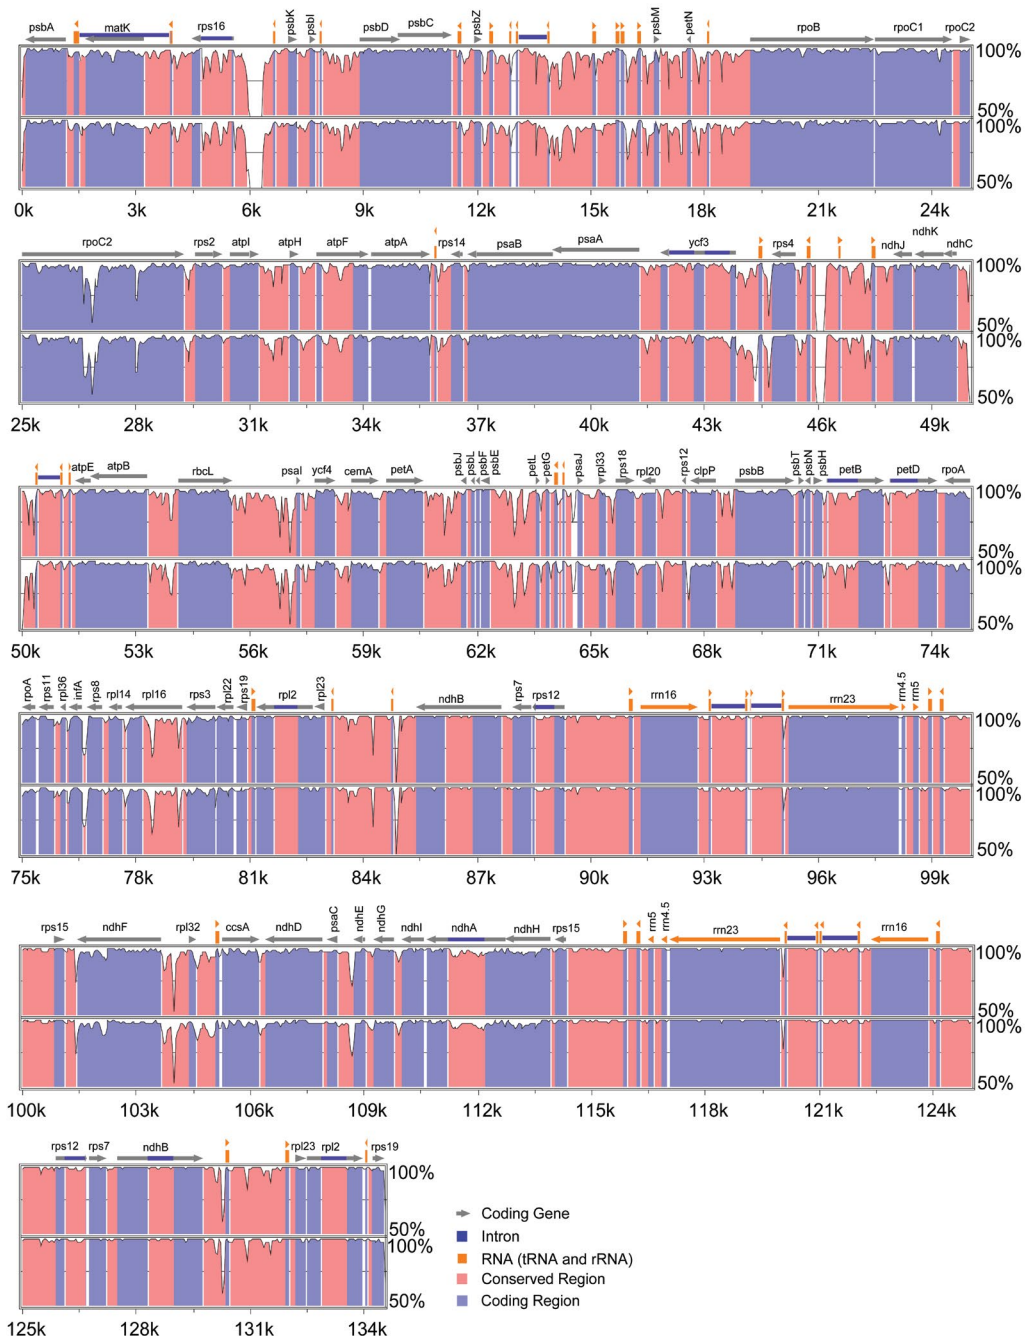 psbA matK rps16 psbK psbI psbD psbC psbZ psbM petN rpoB rpoC1 rpoC2
100%
50%
100%
50%
0k 3k 6k 9k 12k 15k 18k 21k 24k
rpoC2 rps2 atpI atpH atpF atpA rps14 psaB psaA ycf3 rps4 ndhJ ndhK ndhC
100%
50%
100%
50%
25k 28k 31k 34k 37k 40k 43k 46k 49k
atpE atpB rbcL psaI ycf4 cemA petA psbJ psbL psbF psbE petL petG psaJ rpl33 rps18 rpl20 rps12 clpP psbB psbT psbN psbH petB petD rpoA
100%
50%
100%
50%
50k 53k 56k 59k 62k 65k 68k 71k 74k
rpoA rps11 rpl36 infA rps8 rpl14 rpl16 rps3 rpl22 rps19 rpl2 rpl23 ndhB rps7 rps12 rrn16 rrn23 rrn4.5 rrn5
100%
50%
100%
50%
75k 78k 81k 84k 87k 90k 93k 96k 99k
rps15 ndhF rpl32 ccsA ndhD psaC ndhE ndhG ndhI ndhA ndhH rps15 rrn5 rrn4.5 rrn23 rrn16
100%
50%
100%
50%
100k 103k 106k 109k 112k 115k 118k 121k 124k
rps12 rps7 ndhB rpl23 rpl2 rps19
100%
50%
100%
50%
125k 128k 131k 134k
Coding Gene
Intron
RNA (tRNA and rRNA)
Conserved Region
Coding Region